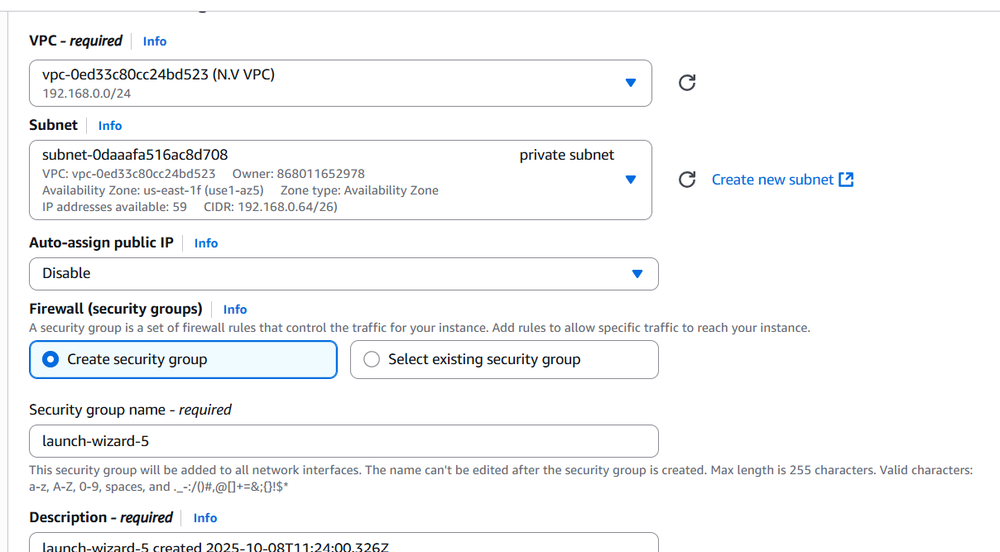 VPC - required Info
vpc-0ed33c80cc24bd523 (N.V VPC)
192.168.0.0/24
Subnet Info
subnet-0daaafa516ac8d708 private subnet
VPC: vpc-0ed33c80cc24bd523 Owner: 868011652978
Availability Zone: us-east-1f (use1-az5) Zone type: Availability Zone
IP addresses available: 59 CIDR: 192.168.0.64/26)
Create new subnet
Auto-assign public IP Info
Disable
Firewall (security groups) Info
A security group is a set of firewall rules that control the traffic for your instance. Add rules to allow specific traffic to reach your instance.
Create security group Select existing security group
Security group name - required
launch-wizard-5
This security group will be added to all network interfaces. The name can't be edited after the security group is created. Max length is 255 characters. Valid characters:
a-z, A-Z, 0-9, spaces, and ._-:/()#,@[]+=&;{}!$*
Description - required Info
launch-wizard-5 created 2025-10-08T11:24:00.326Z